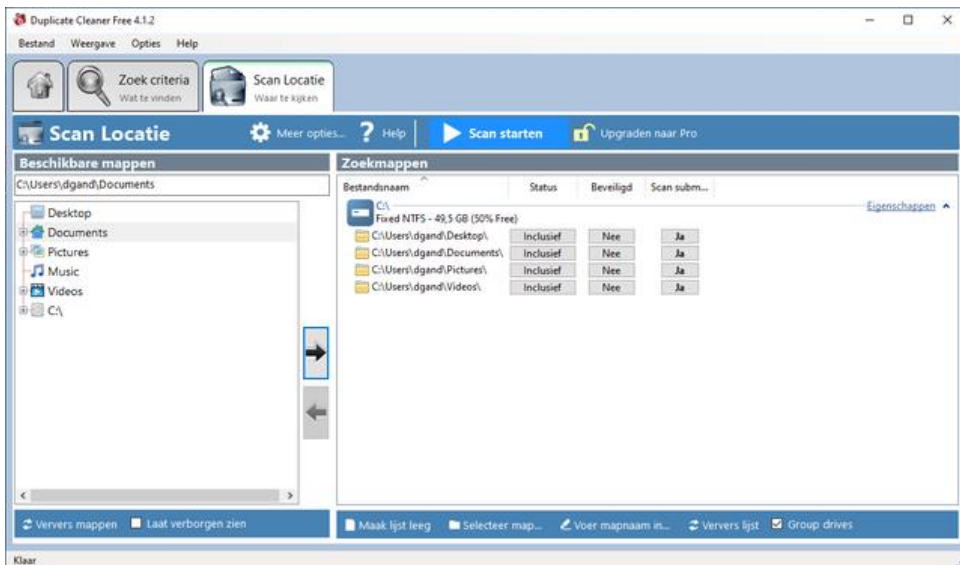 Duplicate Cleaner Free 4.1.2
Bestand Weergave Opties Help
Zoek criteria
Wat te vinden
Scan Locatie
Waar te kijken
Scan Locatie
Meer opties... ? Help Scan starten Upgraden naar Pro
Beschikbare mappen
C:\Users\dgand\Documents
Desktop
Documents
Pictures
Music
Videos
C:\
Ververs mappen Laat verborgen zien
Zoekmappen
Bestandsnaam Status Beveiligd Scan subm...
C:\ Eigenschappen
Fixed NTFS - 49,5 GB (50% Free)
C:\Users\dgand\Desktop\ Inclusief Nee Ja
C:\Users\dgand\Documents\ Inclusief Nee Ja
C:\Users\dgand\Pictures\ Inclusief Nee Ja
C:\Users\dgand\Videos\ Inclusief Nee Ja
Maak lijst leeg Selecteer map... Voer mapnaam in... Ververs lijst Group drives
Klaar